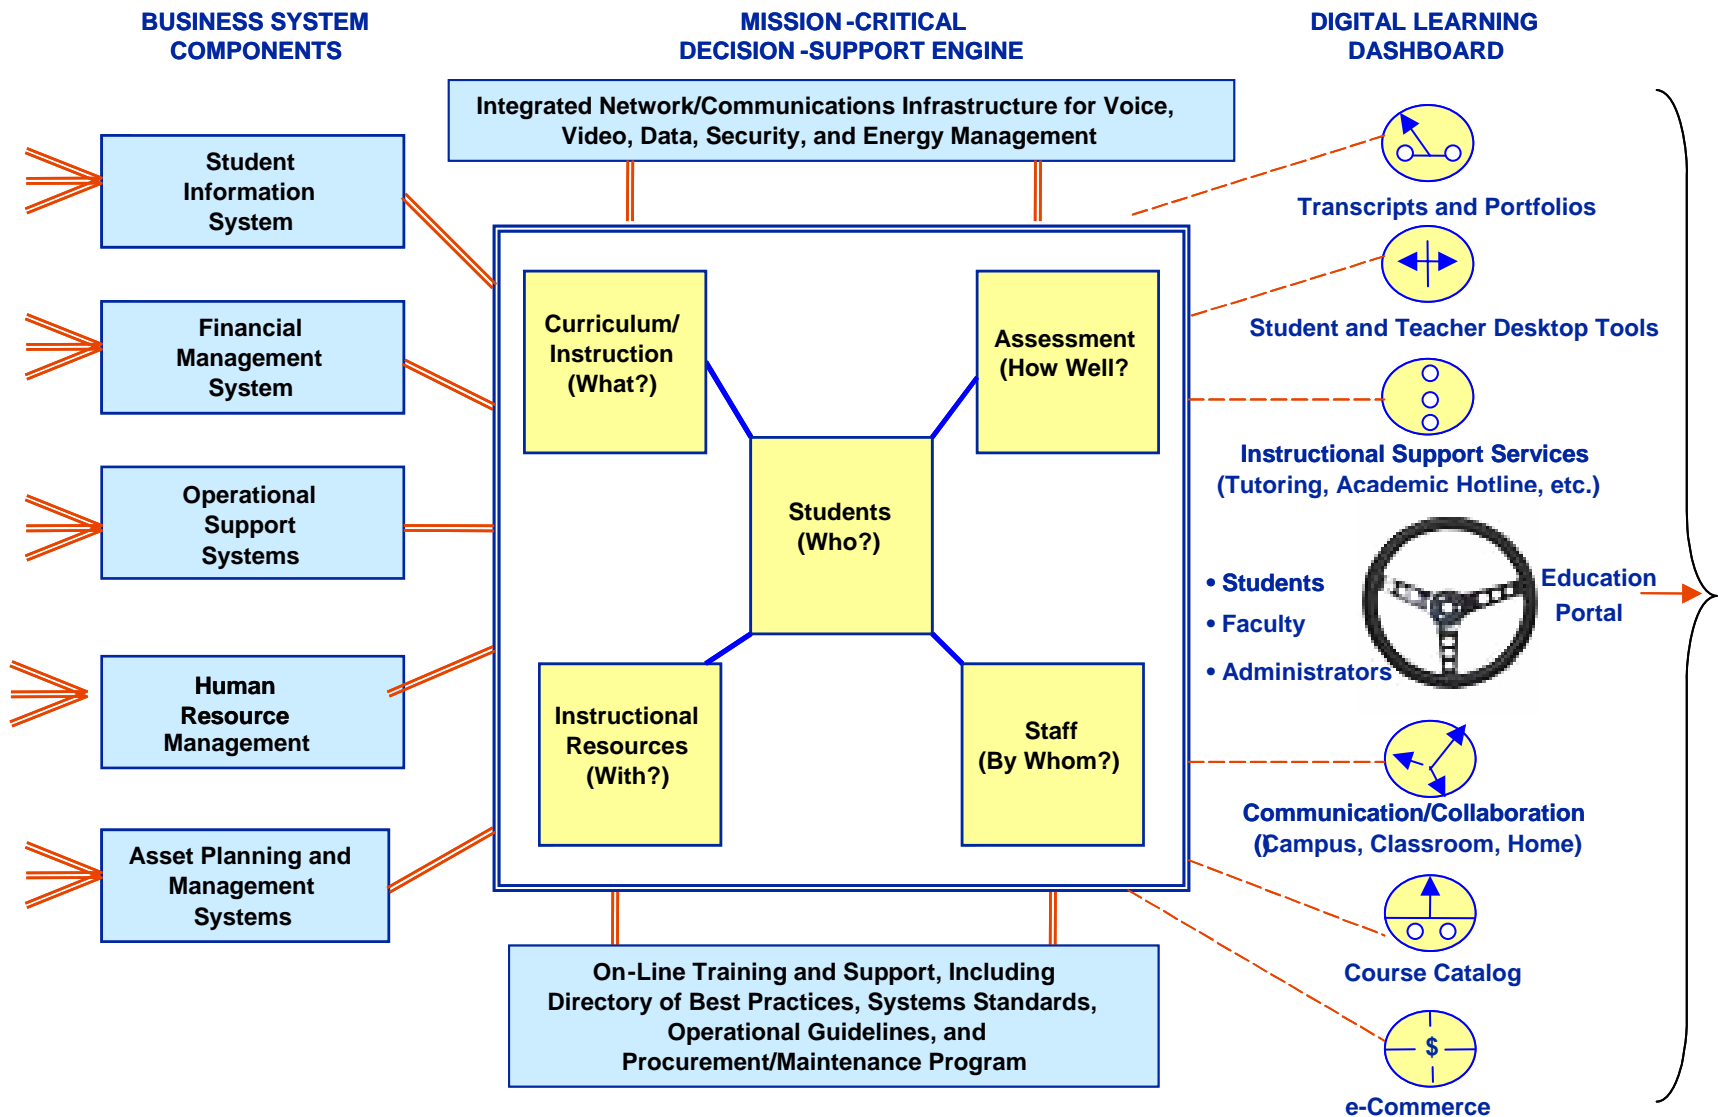 BUSINESS SYSTEM
COMPONENTS
MISSION -CRITICAL
DECISION -SUPPORT ENGINE
DIGITAL LEARNING
DASHBOARD
Integrated Network/Communications Infrastructure for Voice,
Video, Data, Security, and Energy Management
Student
Information
System
Financial
Management
System
Operational
Support
Systems
Human
Resource
Management
Asset Planning and
Management
Systems
Curriculum/
Instruction
(What?)
Assessment
(How Well?
Students
(Who?)
Instructional
Resources
(With?)
Staff
(By Whom?)
On-Line Training and Support, Including
Directory of Best Practices, Systems Standards,
Operational Guidelines, and
Procurement/Maintenance Program
Transcripts and Portfolios
Student and Teacher Desktop Tools
Instructional Support Services
(Tutoring, Academic Hotline, etc.)
• Students
• Faculty
• Administrators
Education
Portal
Communication/Collaboration
()Campus, Classroom, Home)
Course Catalog
$
e-Commerce